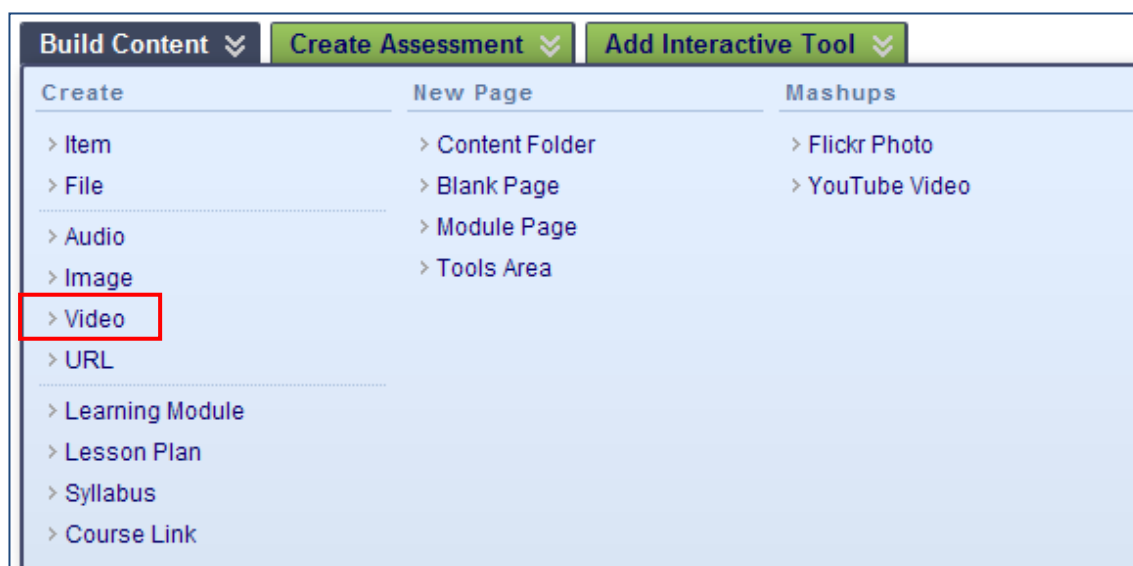 Build Content Create Assessment Add Interactive Tool
Create
> Item
> File
> Audio
> Image
> Video
> URL
> Learning Module
> Lesson Plan
> Syllabus
> Course Link
New Page
> Content Folder
> Blank Page
> Module Page
> Tools Area
Mashups
> Flickr Photo
> YouTube Video